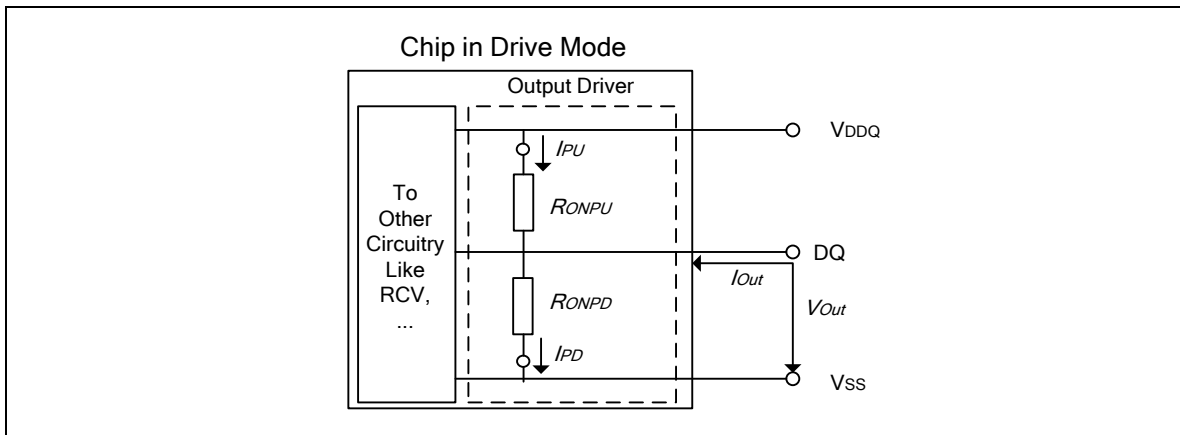 Chip in Drive Mode
Output Driver
VDDQ
IPU
To
Other
Circuitry
Like
RCV,
...
RONPU
DQ
IOut
VOut
RONPD
IPD
VSS